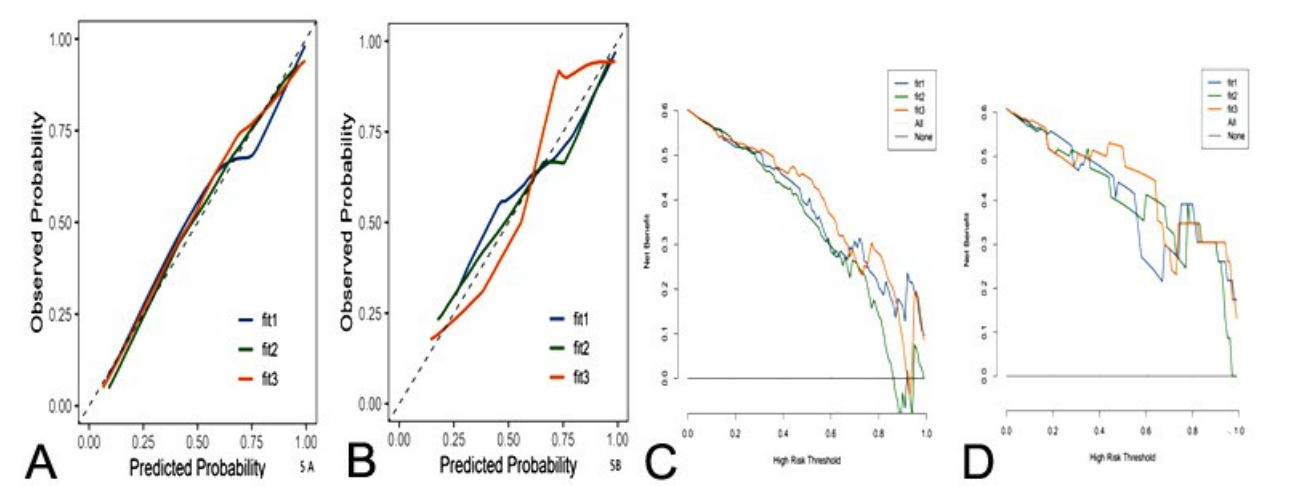 1.00
0.75
0.50
0.25
0.00
Observed Probability
fit1
fit2
fit3
0.00 0.25 0.50 0.75 1.00
Predicted Probability
5 A
A
1.00
0.75
0.50
0.25
0.00
Observed Probability
fit1
fit2
fit3
0.00 0.25 0.50 0.75 1.00
Predicted Probability
5B
B
fit1
fit2
fit3
All
None
0.6
0.5
0.4
0.3
0.2
0.1
0.0
Net Benefit
0.0 0.2 0.4 0.6 0.8 1.0
High Risk Threshold
C
fit1
fit2
fit3
All
None
0.6
0.5
0.4
0.3
0.2
0.1
0.0
Net Benefit
0.0 0.2 0.4 0.6 0.8 1.0
High Risk Threshold
D